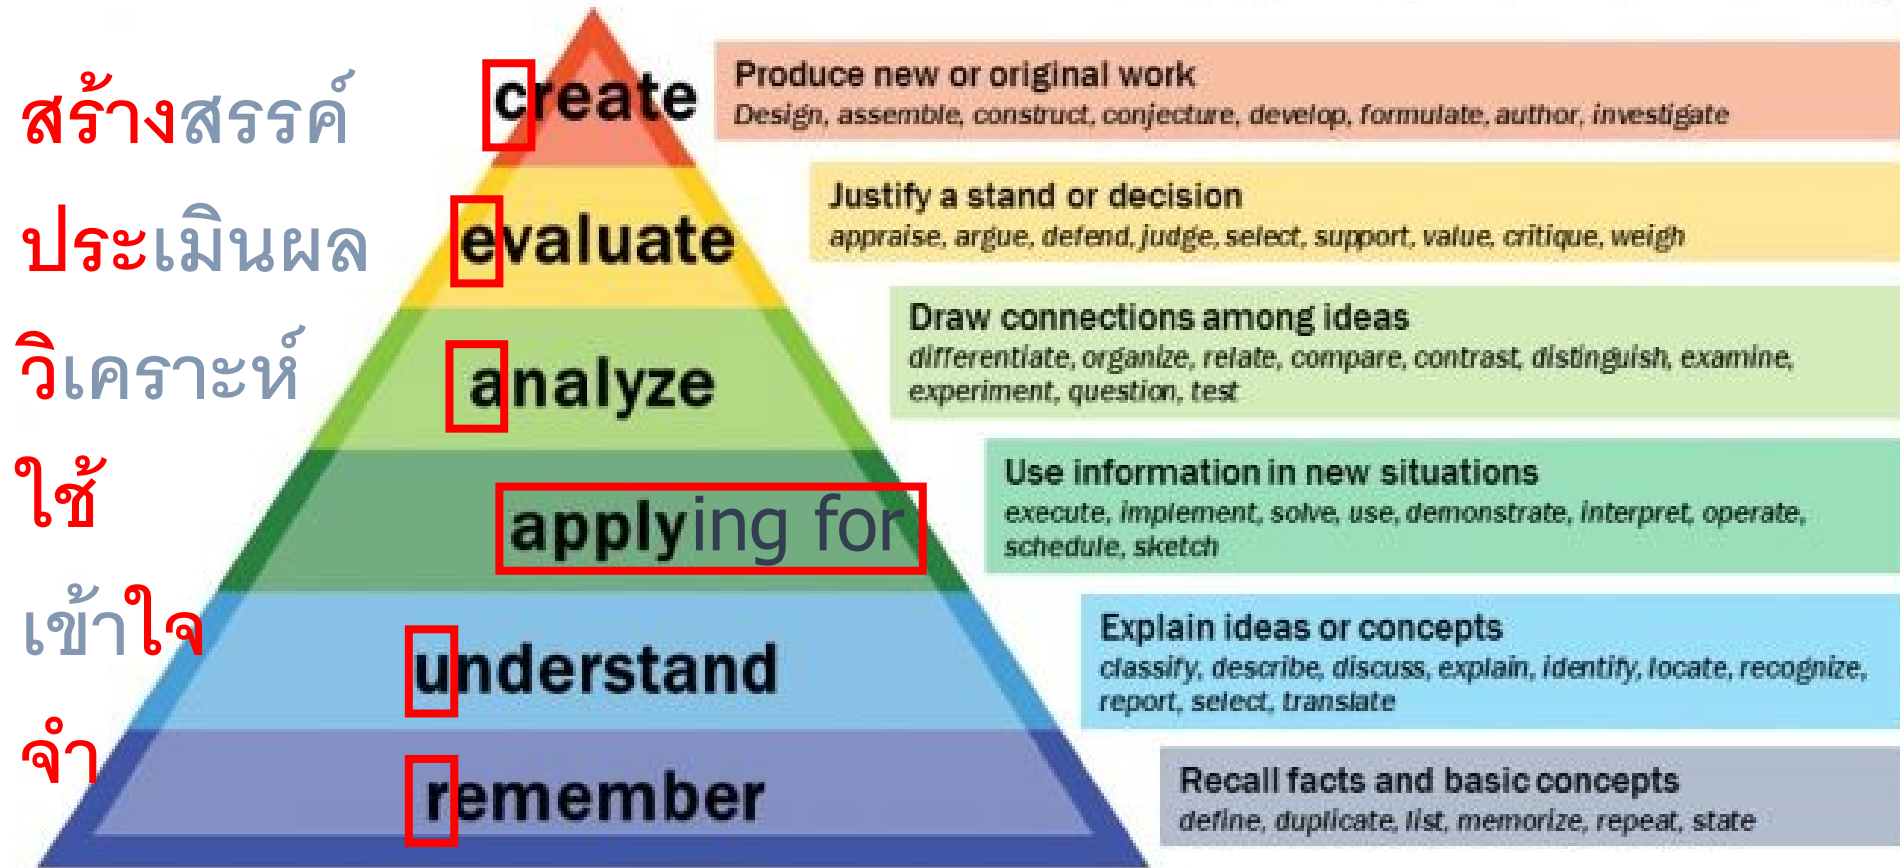 สร้างสรรค์
create
Produce new or original work
Design, assemble, construct, conjecture, develop, formulate, author, investigate
ประเมินผล
evaluate
Justify a stand or decision
appraise, argue, defend, judge, select, support, value, critique, weigh
วิเคราะห์
analyze
Draw connections among ideas
differentiate, organize, relate, compare, contrast, distinguish, examine,
experiment, question, test
ใช้
applying for
Use information in new situations
execute, implement, solve, use, demonstrate, interpret, operate,
schedule, sketch
เข้าใจ
understand
Explain ideas or concepts
classify, describe, discuss, explain, identify, locate, recognize,
report, select, translate
จำ
remember
Recall facts and basic concepts
define, duplicate, list, memorize, repeat, state